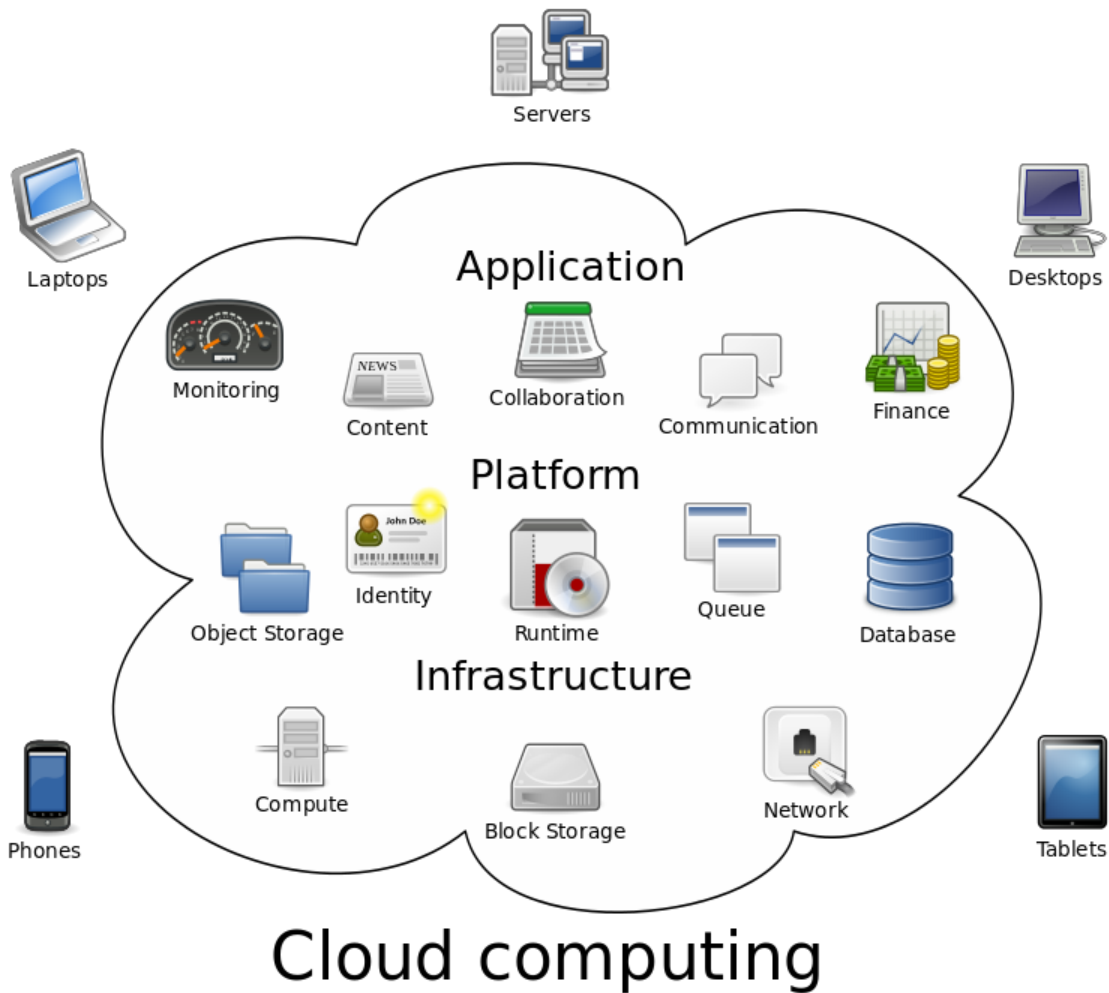 Servers
Laptops
Desktops
Application
Monitoring
NEWS
Content
Collaboration
Communication
Finance
Platform
Object Storage
John Doe
Identity
Runtime
Queue
Database
Infrastructure
Compute
Block Storage
Network
Phones
Tablets
Cloud computing